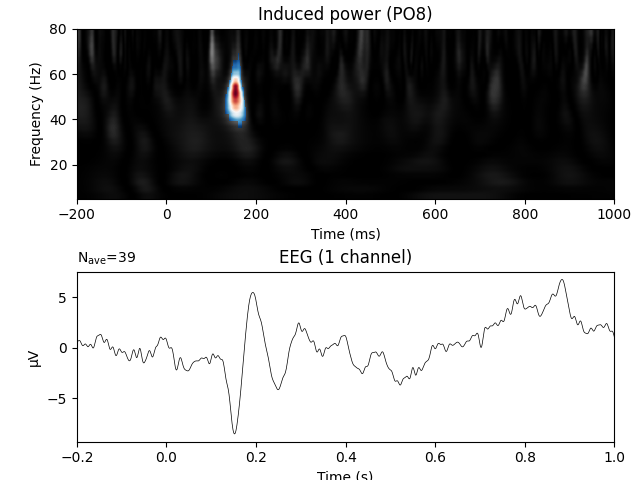 Induced power (PO8)
80
60
40
20
Frequency (Hz)
−200 0 200 400 600 800 1000
Time (ms)
Nave=39
EEG (1 channel)
5
0
−5
µV
−0.2 0.0 0.2 0.4 0.6 0.8 1.0
Time (s)